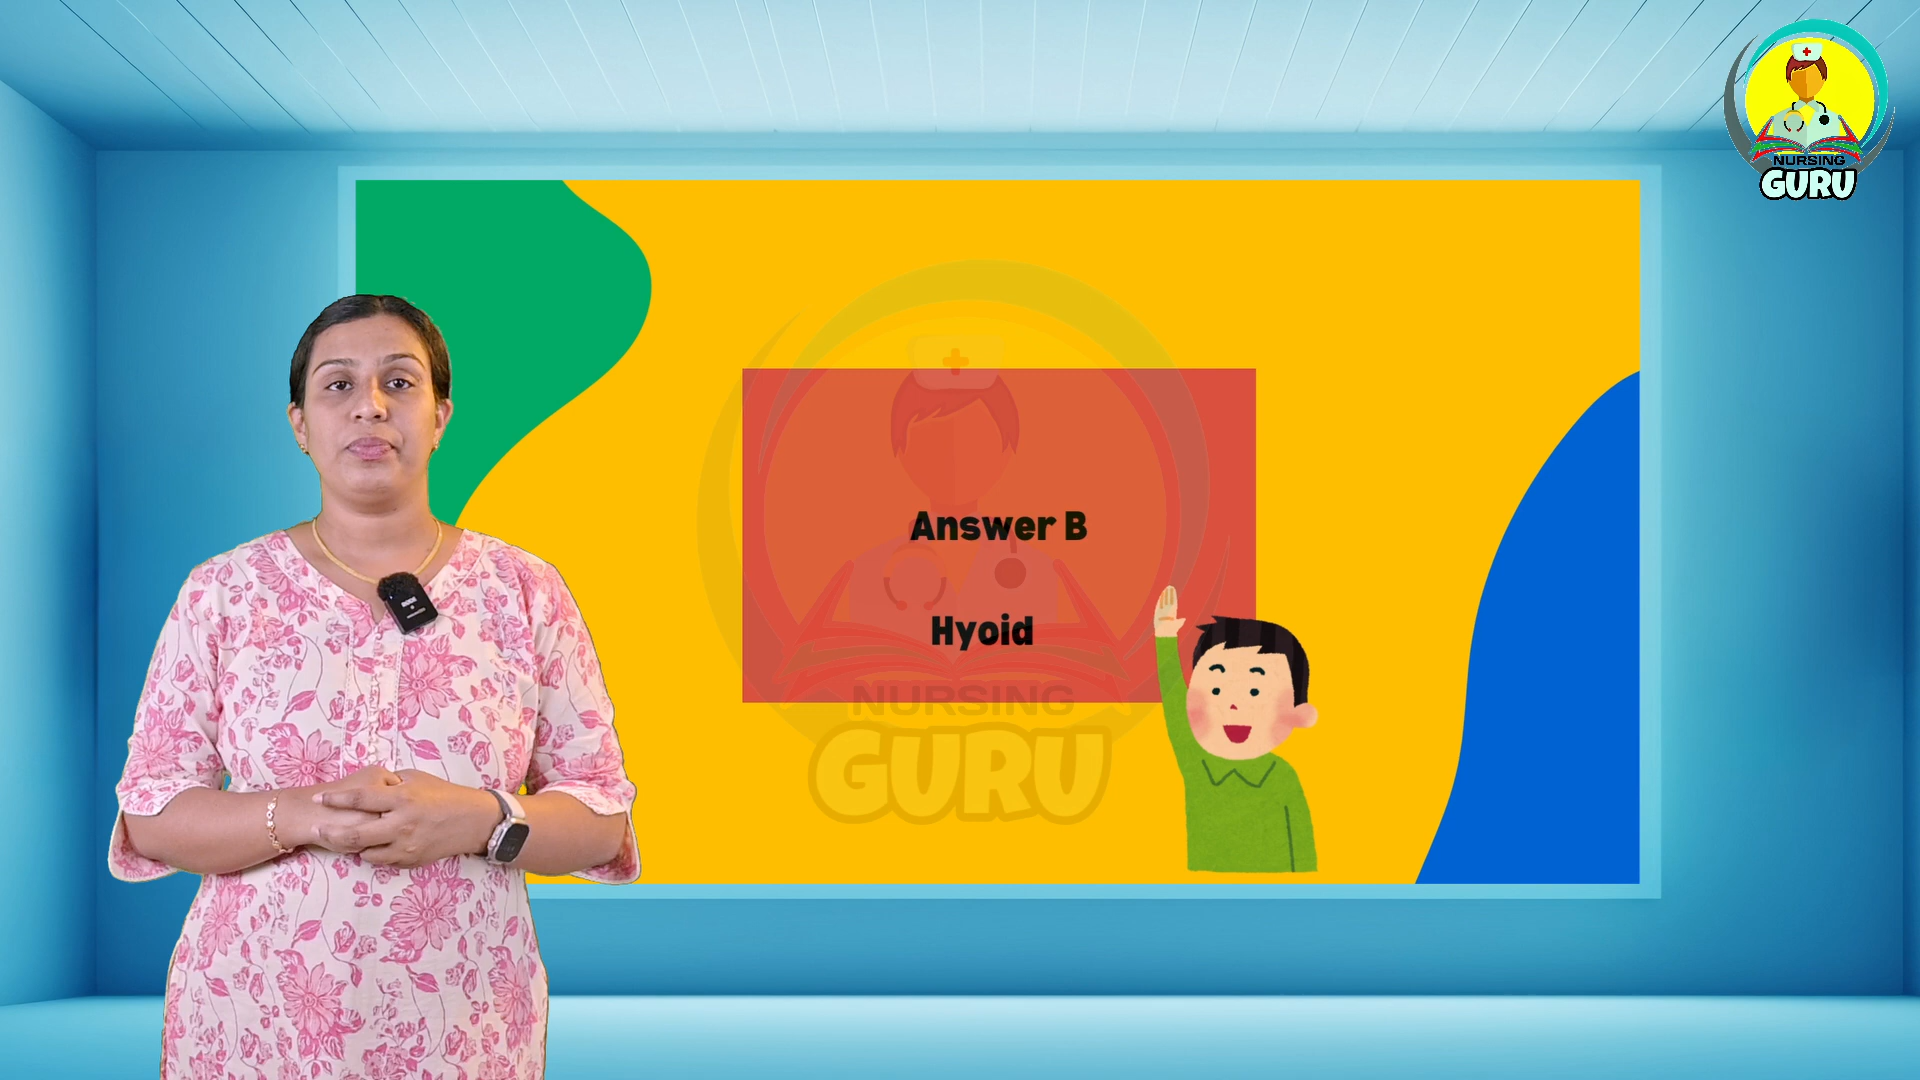 NURSING
GURU
Answer B
Hyoid
NURSING
GURU